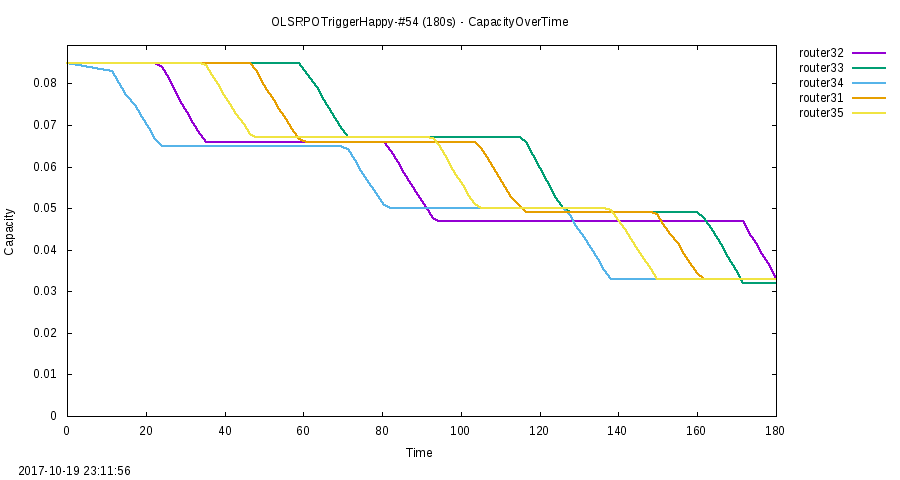 OLSRPOTriggerHappy-#54 (180s) - CapacityOverTime
router32
router33
router34
router31
router35
0.08
0.07
0.06
0.05
0.04
0.03
0.02
0.01
0
Capacity
0 20 40 60 80 100 120 140 160 180
Time
2017-10-19 23:11:56